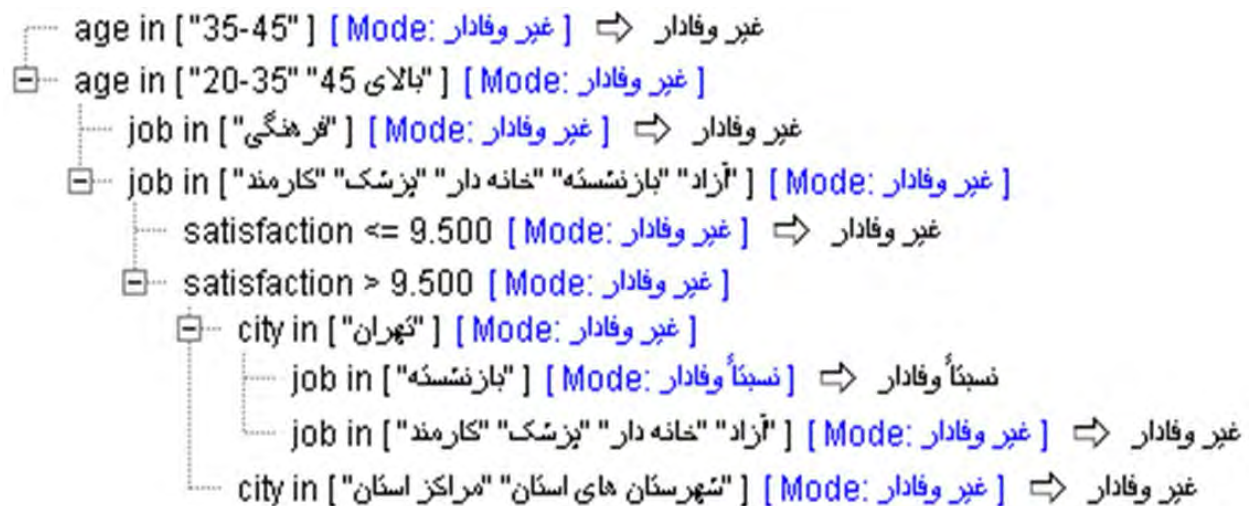 age in ["35-45" ] [Mode: غیر وفادار ] ⇨ غیر وفادار
age in ["20-35" "بالای 45" ] [Mode: غیر وفادار ]
job in ["فرهنگی" ] [Mode: غیر وفادار ] ⇨ غیر وفادار
job in ["آزاد" "بازنشسته" "خانه دار" "پزشک" "کارمند" ] [Mode: غیر وفادار ]
satisfaction <= 9.500 [Mode: غیر وفادار ] ⇨ غیر وفادار
satisfaction > 9.500 [Mode: غیر وفادار ]
city in ["تهران" ] [Mode: غیر وفادار ]
job in ["بازنشسته" ] [Mode: نسبتاً وفادار ] ⇨ نسبتاً وفادار
job in ["آزاد" "خانه دار" "پزشک" "کارمند" ] [Mode: غیر وفادار ] ⇨ غیر وفادار
city in ["شهرستان های استان" "مراکز استان" ] [Mode: غیر وفادار ] ⇨ غیر وفادار